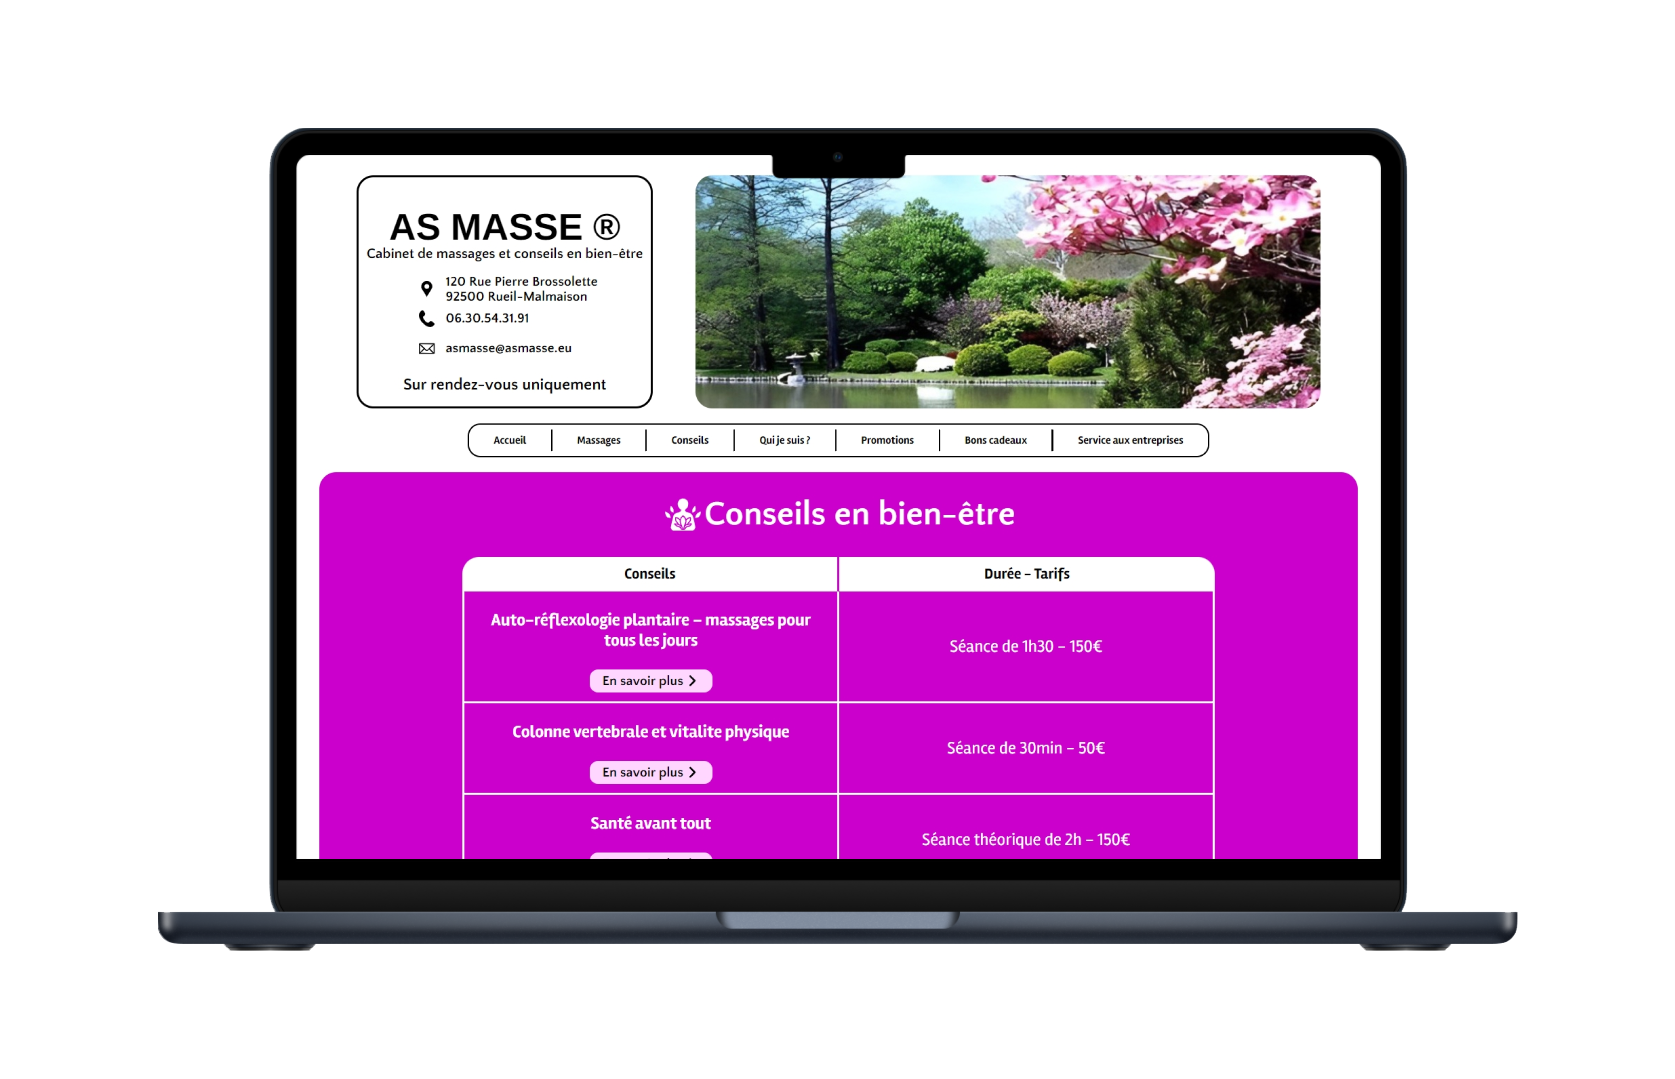 AS MASSE ®
Cabinet de massages et conseils en bien-être
120 Rue Pierre Brossolette
92500 Rueil-Malmaison
06.30.54.31.91
asmasse@asmasse.eu
Sur rendez-vous uniquement
Accueil
Massages
Conseils
Qui je suis ?
Promotions
Bons cadeaux
Service aux entreprises
Conseils en bien-être
Conseils
Durée - Tarifs
Auto-réflexologie plantaire - massages pour
tous les jours
En savoir plus
Séance de 1h30 - 150€
Colonne vertebrale et vitalite physique
En savoir plus
Séance de 30min - 50€
Santé avant tout
Séance théorique de 2h - 150€